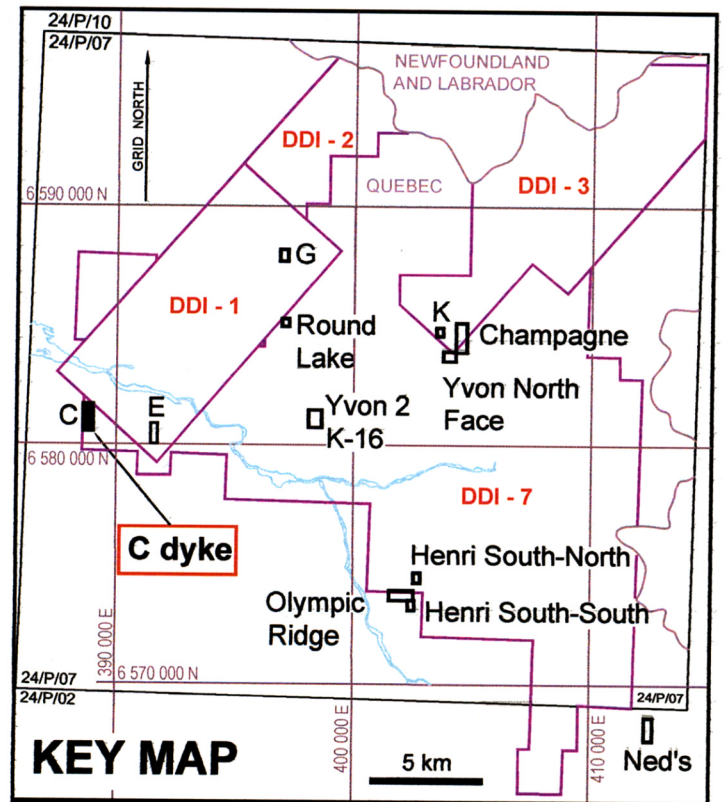 24/P/10
24/P/07
NEWFOUNDLAND
AND LABRADOR
GRID NORTH
DDI - 2
QUEBEC
DDI - 3
6 590 000 N
G
DDI - 1
Round
Lake
K
Champagne
Yvon North
Face
C
E
Yvon 2
K-16
6 580 000 N
DDI - 7
C dyke
Henri South-North
Olympic
Ridge
Henri South-South
390 000 E
6 570 000 N
24/P/07
24/P/02
24/P/07
400 000 E
410 000 E
Ned's
KEY MAP
5 km